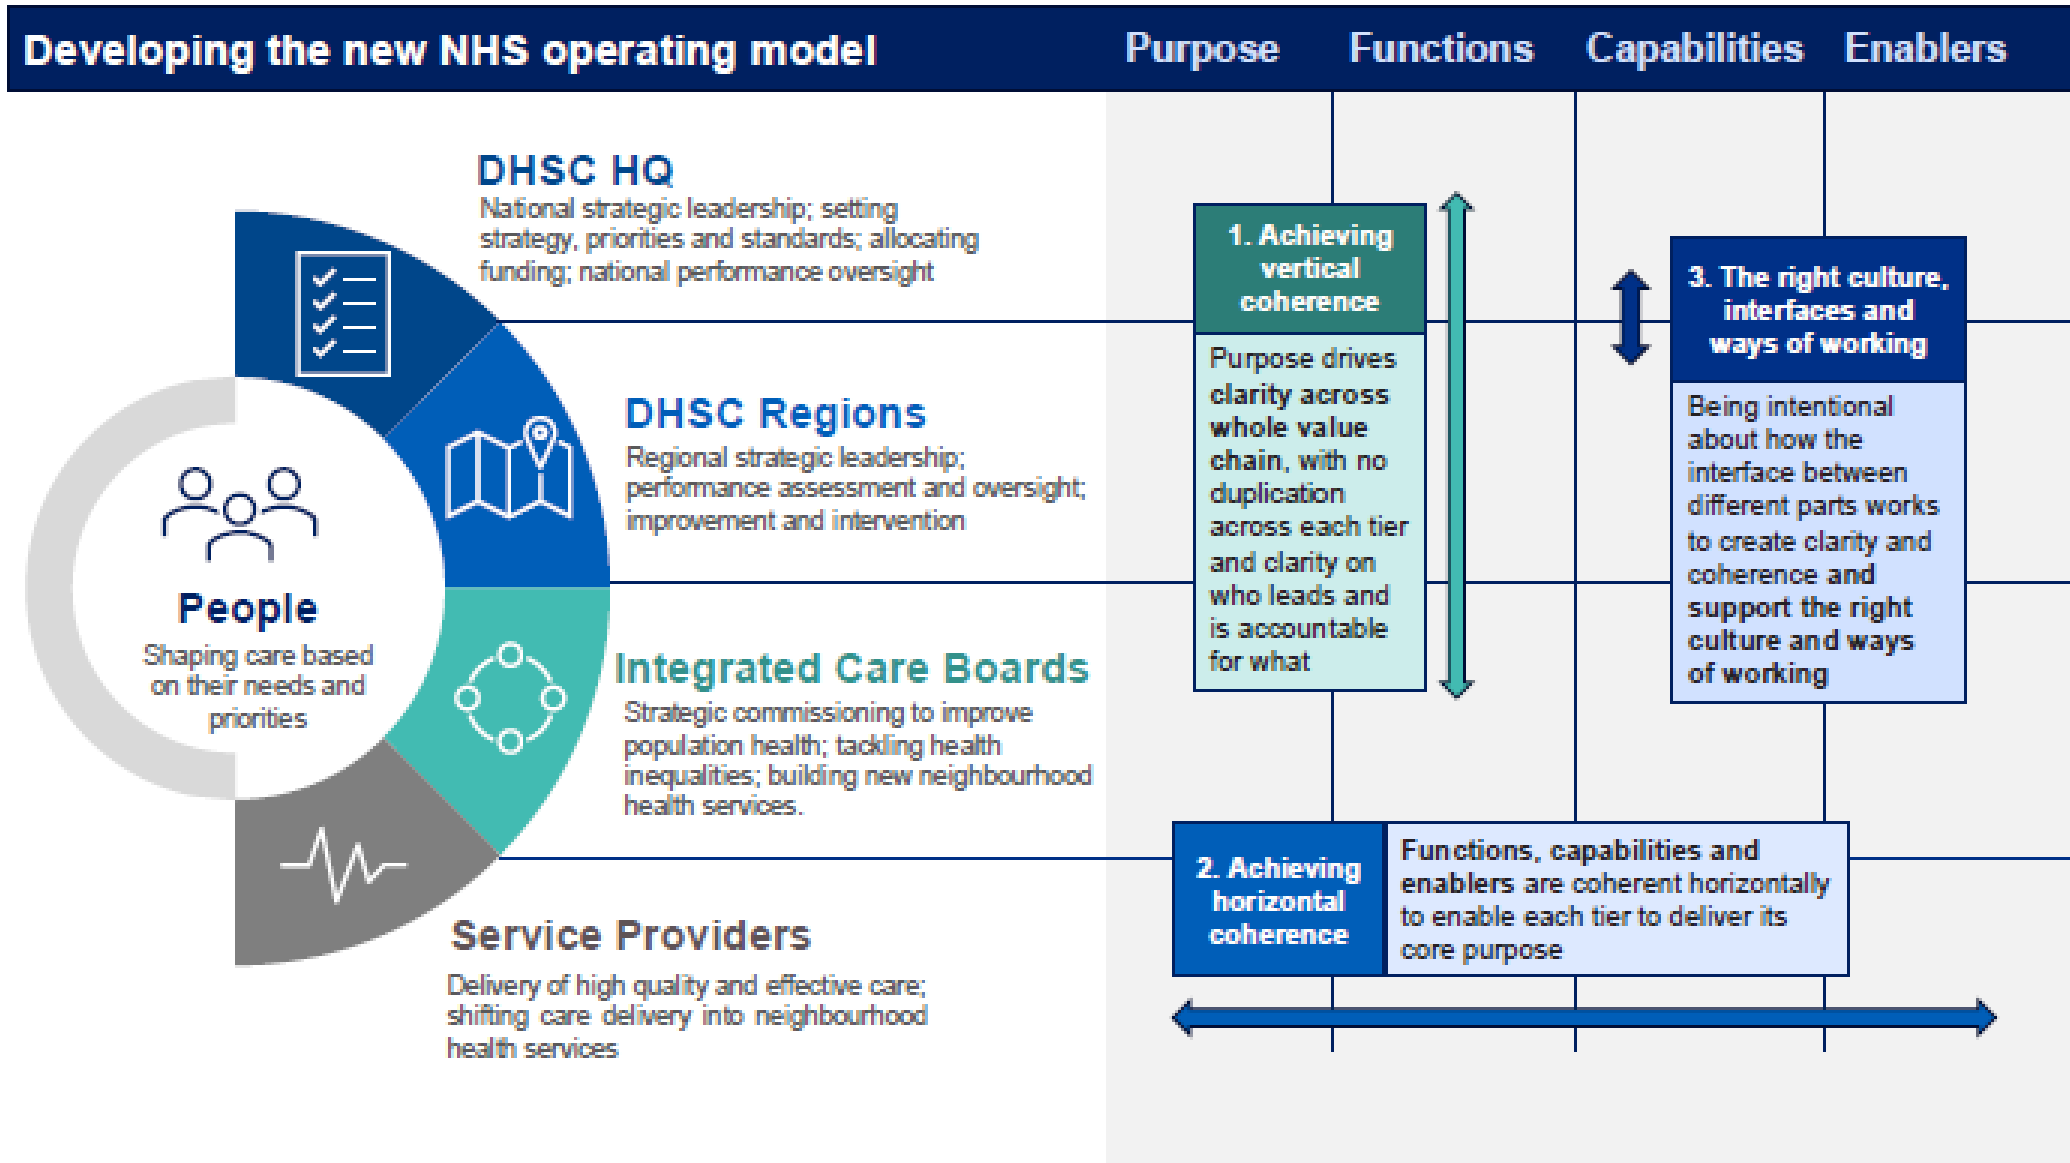 Developing the new NHS operating model
Purpose
Functions
Capabilities
Enablers
DHSC HQ
National strategic leadership; setting
strategy, priorities and standards; allocating
funding; national performance oversight
DHSC Regions
Regional strategic leadership;
performance assessment and oversight;
improvement and intervention
People
Shaping care based
on their needs and
priorities
Integrated Care Boards
Strategic commissioning to improve
population health; tackling health
inequalities; building new neighbourhood
health services.
Service Providers
Delivery of high quality and effective care;
shifting care delivery into neighbourhood
health services
1. Achieving
vertical
coherence
Purpose drives
clarity across
whole value
chain, with no
duplication
across each tier
and clarity on
who leads and
is accountable
for what
3. The right culture,
interfaces and
ways of working
Being intentional
about how the
interface between
different parts works
to create clarity and
coherence and
support the right
culture and ways
of working
2. Achieving
horizontal
coherence
Functions, capabilities and
enablers are coherent horizontally
to enable each tier to deliver its
core purpose